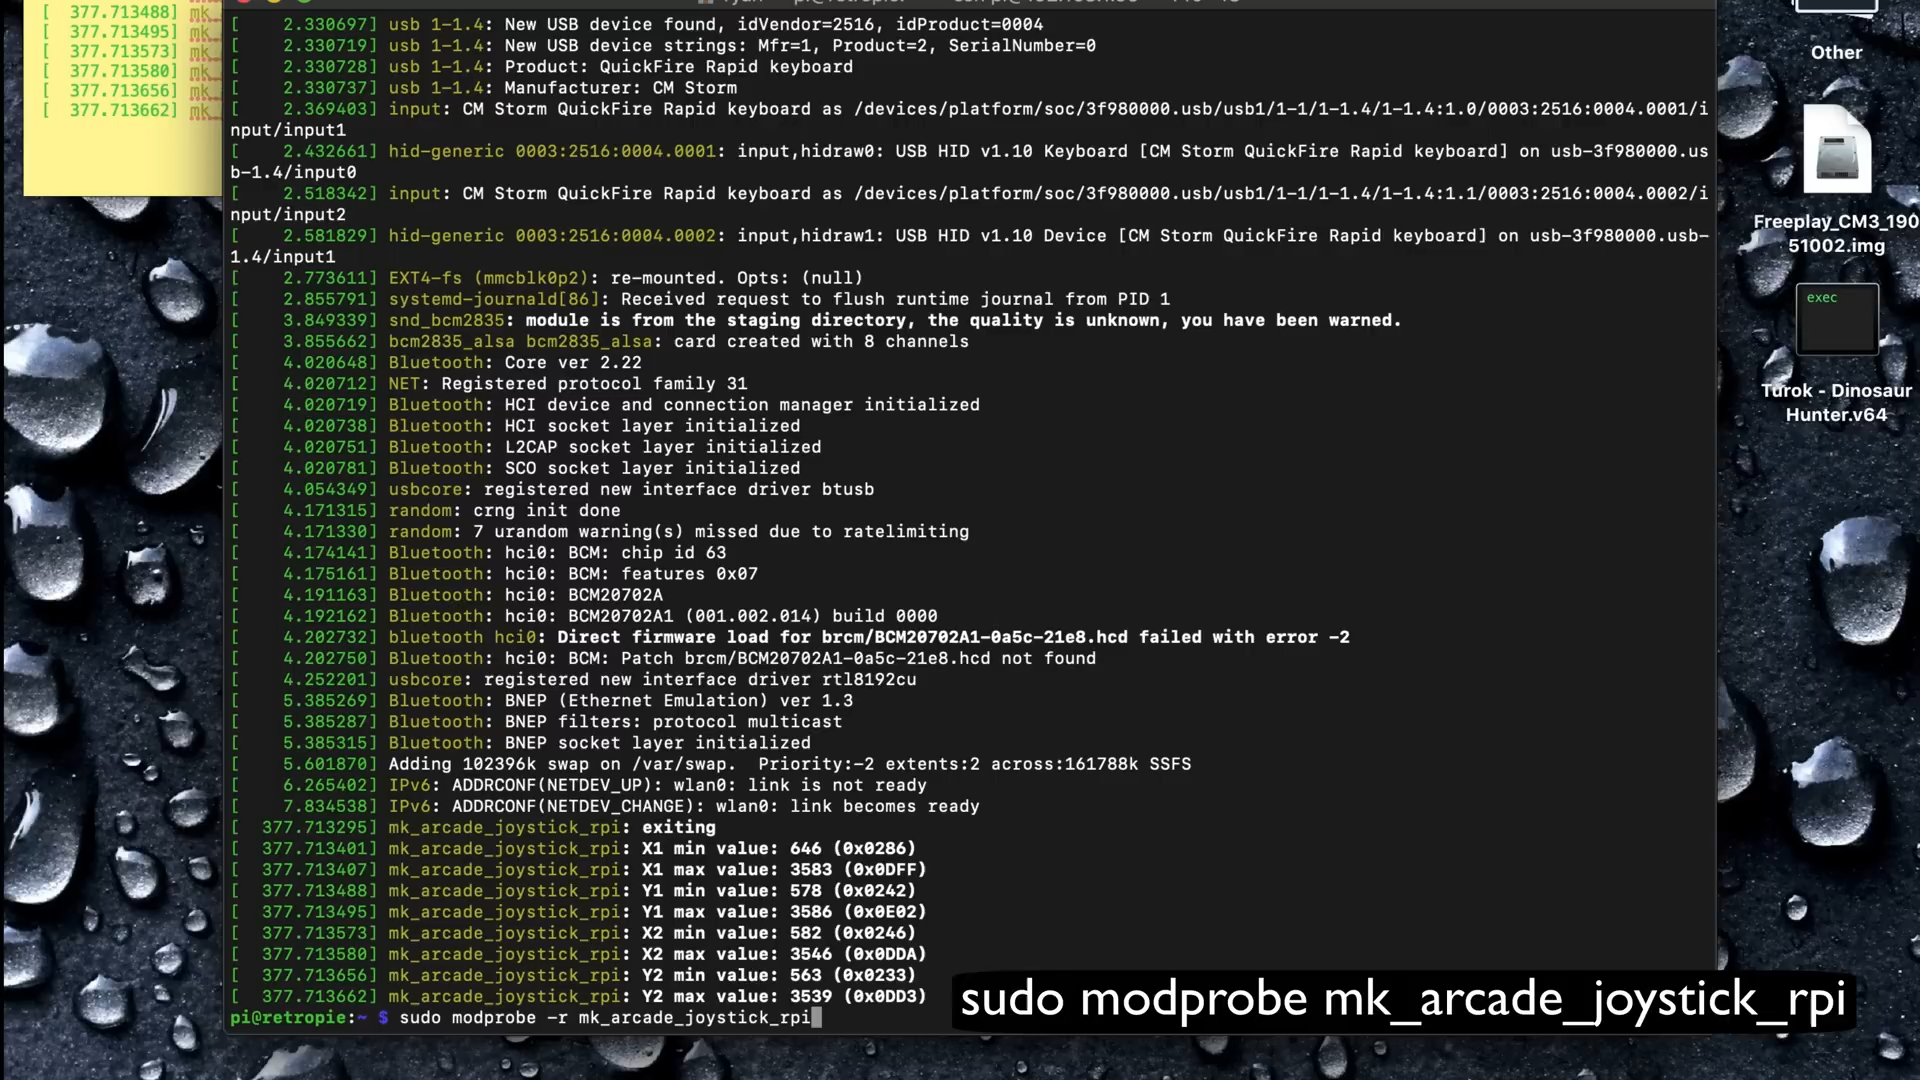 [ 377.713488] mk_
[ 377.713495] mk_
[ 377.713573] mk_
[ 377.713580] mk_
[ 377.713656] mk_
[ 377.713662] mk_
[ 2.330697] usb 1-1.4: New USB device found, idVendor=2516, idProduct=0004
[ 2.330719] usb 1-1.4: New USB device strings: Mfr=1, Product=2, SerialNumber=0
[ 2.330728] usb 1-1.4: Product: QuickFire Rapid keyboard
[ 2.330737] usb 1-1.4: Manufacturer: CM Storm
[ 2.369403] input: CM Storm QuickFire Rapid keyboard as /devices/platform/soc/3f980000.usb/usb1/1-1/1-1.4/1-1.4:1.0/0003:2516:0004.0001/i
nput/input1
[ 2.432661] hid-generic 0003:2516:0004.0001: input,hidraw0: USB HID v1.10 Keyboard [CM Storm QuickFire Rapid keyboard] on usb-3f980000.us
b-1.4/input0
[ 2.518342] input: CM Storm QuickFire Rapid keyboard as /devices/platform/soc/3f980000.usb/usb1/1-1/1-1.4/1-1.4:1.1/0003:2516:0004.0002/i
nput/input2
[ 2.581829] hid-generic 0003:2516:0004.0002: input,hidraw1: USB HID v1.10 Device [CM Storm QuickFire Rapid keyboard] on usb-3f980000.usb-
1.4/input1
[ 2.773611] EXT4-fs (mmcblk0p2): re-mounted. Opts: (null)
[ 2.855791] systemd-journald[86]: Received request to flush runtime journal from PID 1
[ 3.849339] snd_bcm2835: module is from the staging directory, the quality is unknown, you have been warned.
[ 3.855662] bcm2835_alsa bcm2835_alsa: card created with 8 channels
[ 4.020648] Bluetooth: Core ver 2.22
[ 4.020712] NET: Registered protocol family 31
[ 4.020719] Bluetooth: HCI device and connection manager initialized
[ 4.020738] Bluetooth: HCI socket layer initialized
[ 4.020751] Bluetooth: L2CAP socket layer initialized
[ 4.020781] Bluetooth: SCO socket layer initialized
[ 4.054349] usbcore: registered new interface driver btusb
[ 4.171315] random: crng init done
[ 4.171330] random: 7 urandom warning(s) missed due to ratelimiting
[ 4.174141] Bluetooth: hci0: BCM: chip id 63
[ 4.175161] Bluetooth: hci0: BCM: features 0x07
[ 4.191163] Bluetooth: hci0: BCM20702A
[ 4.192162] Bluetooth: hci0: BCM20702A1 (001.002.014) build 0000
[ 4.202732] bluetooth hci0: Direct firmware load for brcm/BCM20702A1-0a5c-21e8.hcd failed with error -2
[ 4.202750] Bluetooth: hci0: BCM: Patch brcm/BCM20702A1-0a5c-21e8.hcd not found
[ 4.252201] usbcore: registered new interface driver rtl8192cu
[ 5.385269] Bluetooth: BNEP (Ethernet Emulation) ver 1.3
[ 5.385287] Bluetooth: BNEP filters: protocol multicast
[ 5.385315] Bluetooth: BNEP socket layer initialized
[ 5.601870] Adding 102396k swap on /var/swap. Priority:-2 extents:2 across:161788k SSFS
[ 6.265402] IPv6: ADDRCONF(NETDEV_UP): wlan0: link is not ready
[ 7.834538] IPv6: ADDRCONF(NETDEV_CHANGE): wlan0: link becomes ready
[ 377.713295] mk_arcade_joystick_rpi: exiting
[ 377.713401] mk_arcade_joystick_rpi: X1 min value: 646 (0x0286)
[ 377.713407] mk_arcade_joystick_rpi: X1 max value: 3583 (0x0DFF)
[ 377.713488] mk_arcade_joystick_rpi: Y1 min value: 578 (0x0242)
[ 377.713495] mk_arcade_joystick_rpi: Y1 max value: 3586 (0x0E02)
[ 377.713573] mk_arcade_joystick_rpi: X2 min value: 582 (0x0246)
[ 377.713580] mk_arcade_joystick_rpi: X2 max value: 3546 (0x0DDA)
[ 377.713656] mk_arcade_joystick_rpi: Y2 min value: 563 (0x0233)
[ 377.713662] mk_arcade_joystick_rpi: Y2 max value: 3539 (0x0DD3)
pi@retropie:~ $ sudo modprobe -r mk_arcade_joystick_rpi
sudo modprobe mk_arcade_joystick_rpi
Other
Freeplay_CM3_190
51002.img
exec
Turok - Dinosaur
Hunter.v64